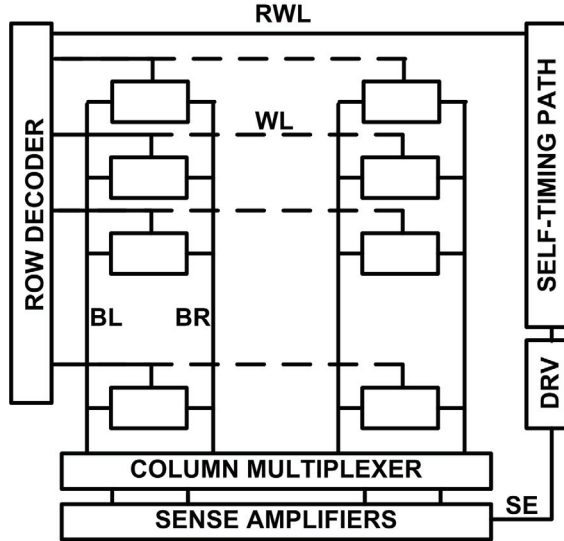 RWL
WL
ROW DECODER
SELF-TIMING PATH
BL
BR
DRV
COLUMN MULTIPLEXER
SE
SENSE AMPLIFIERS